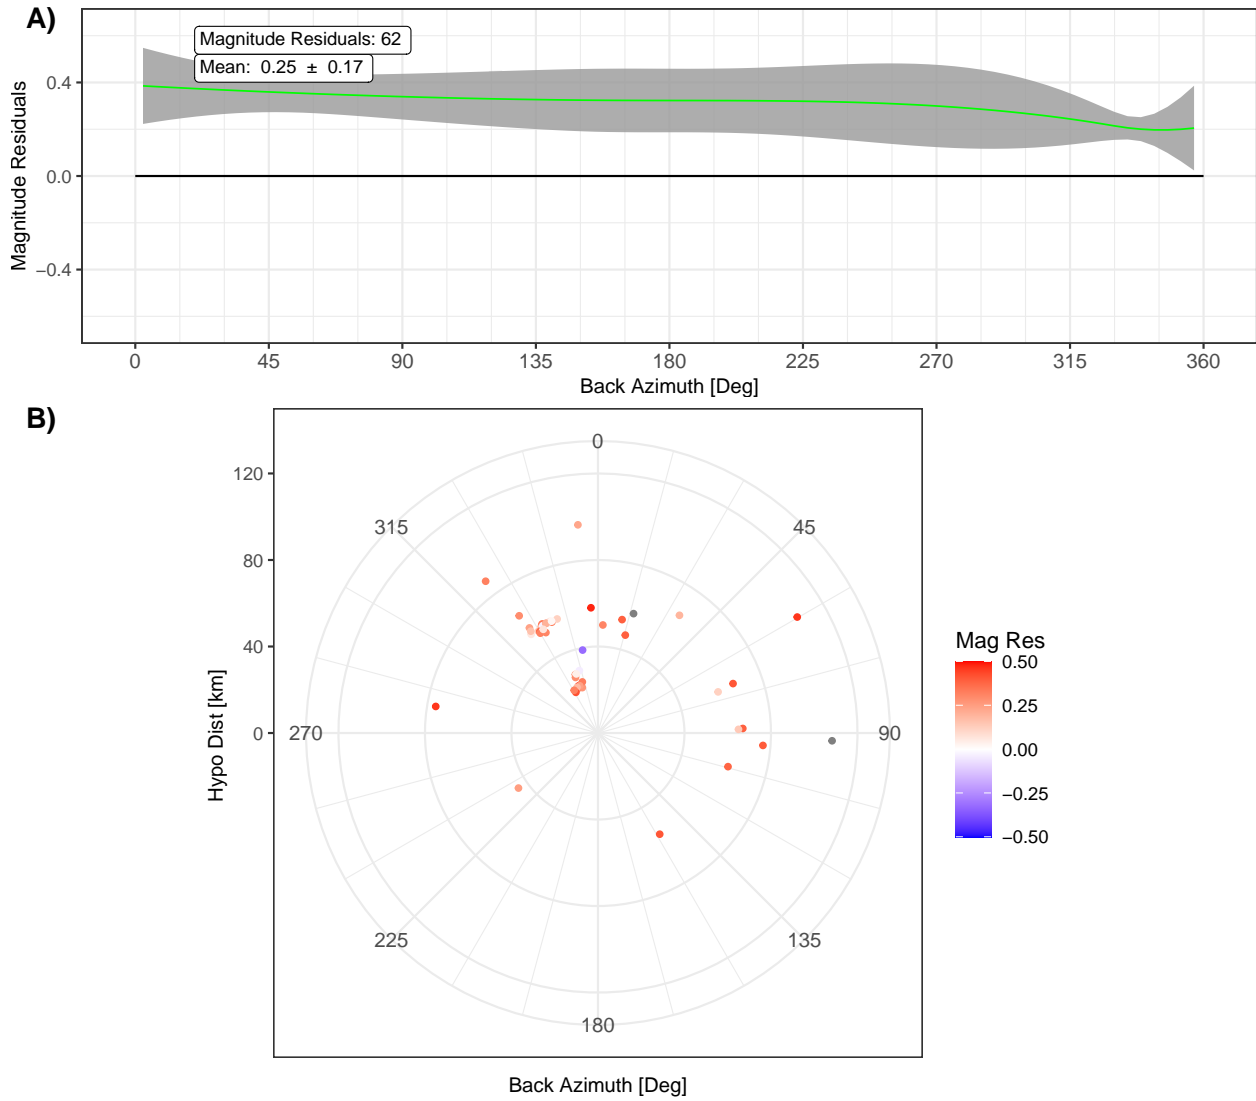 A)
Magnitude Residuals: 62
Mean: 0.25 ± 0.17
Magnitude Residuals
0.4
0.0
−0.4
0 45 90 135 180 225 270 315 360
Back Azimuth [Deg]
B)
Hypo Dist [km]
120
80
40
0
0
45
90
135
180
225
270
315
Back Azimuth [Deg]
Mag Res
0.50
0.25
0.00
−0.25
−0.50